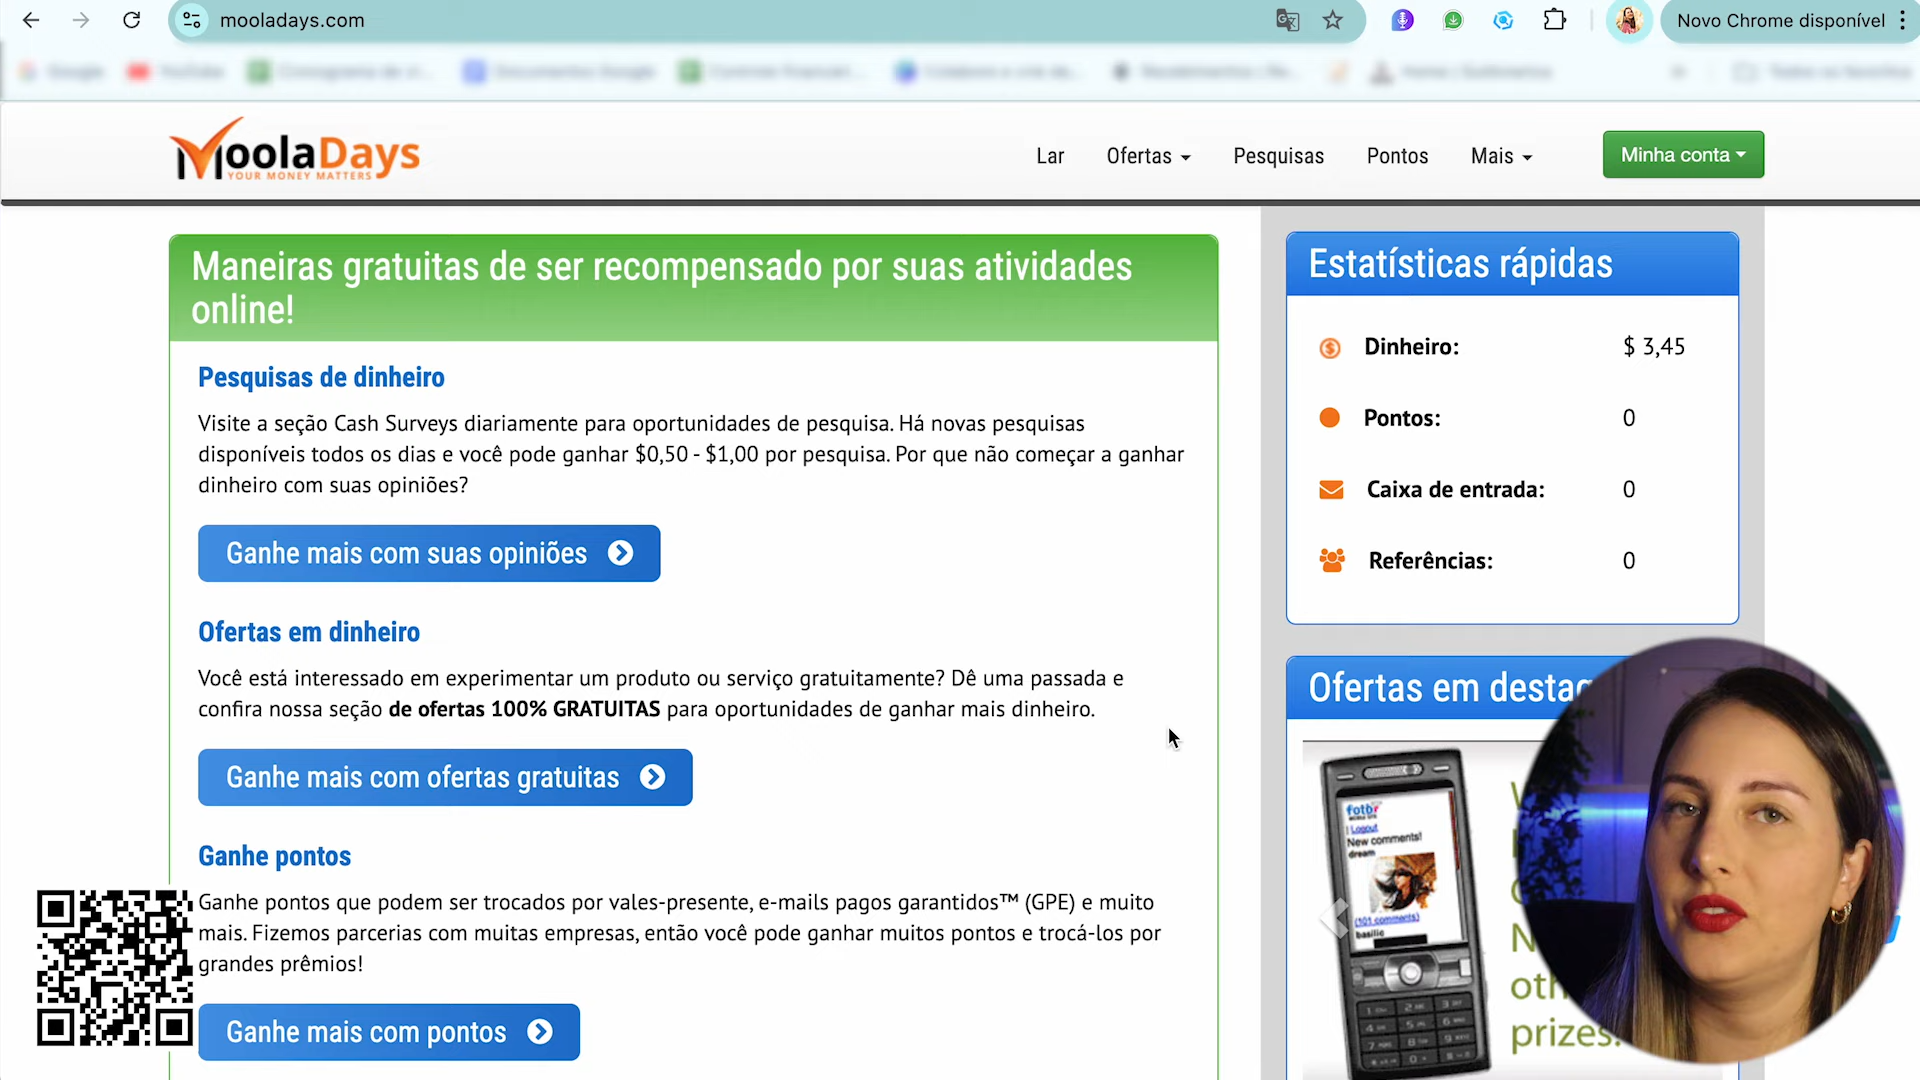 mooladays.com
Novo Chrome disponível
MoolaDays
YOUR MONEY MATTERS
Lar
Ofertas
Pesquisas
Pontos
Mais
Minha conta
Maneiras gratuitas de ser recompensado por suas atividades
online!
Pesquisas de dinheiro
Visite a seção Cash Surveys diariamente para oportunidades de pesquisa. Há novas pesquisas
disponíveis todos os dias e você pode ganhar $0,50 - $1,00 por pesquisa. Por que não começar a ganhar
dinheiro com suas opiniões?
Ganhe mais com suas opiniões
Ofertas em dinheiro
Você está interessado em experimentar um produto ou serviço gratuitamente? Dê uma passada e
confira nossa seção de ofertas 100% GRATUITAS para oportunidades de ganhar mais dinheiro.
Ganhe mais com ofertas gratuitas
Ganhe pontos
Ganhe pontos que podem ser trocados por vales-presente, e-mails pagos garantidos™ (GPE) e muito
mais. Fizemos parcerias com muitas empresas, então você pode ganhar muitos pontos e trocá-los por
grandes prêmios!
Ganhe mais com pontos
Estatísticas rápidas
Dinheiro: $ 3,45
Pontos: 0
Caixa de entrada: 0
Referências: 0
Ofertas em
Logout
New comments!
dream
(101 comments)
basilic
prizes.